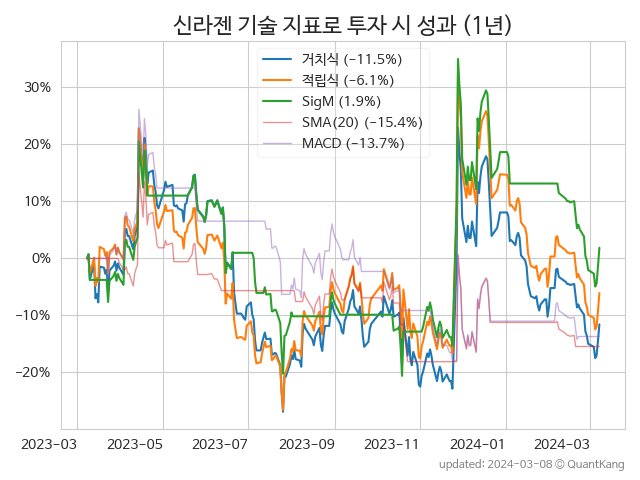 신라젠 기술 지표로 투자 시 성과 (1년)
거치식 (−11.5%)
적립식 (−6.1%)
SigM (1.9%)
SMA(20) (−15.4%)
MACD (−13.7%)
30%
20%
10%
0%
−10%
−20%
2023−03
2023−05
2023−07
2023−09
2023−11
2024−01
2024−03
updated: 2024−03−08 ⓒ QuantKang